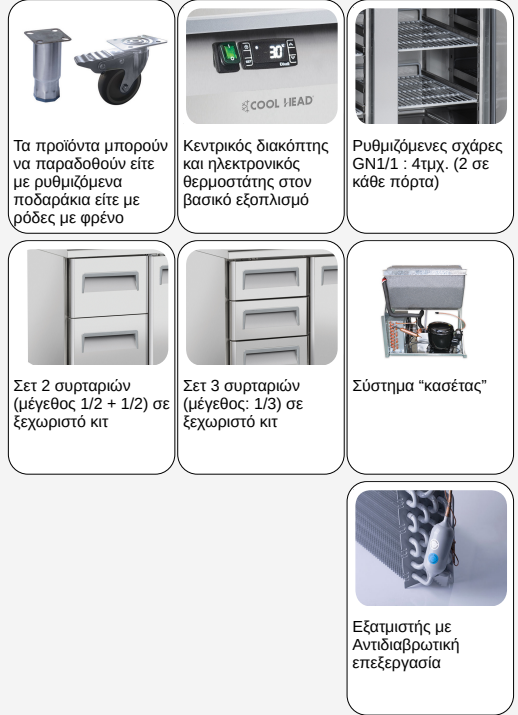 30°
COOL HEAD
Τα προϊόντα μπορούν
να παραδοθούν είτε
με ρυθμιζόμενα
ποδαράκια είτε με
ρόδες με φρένο
Κεντρικός διακόπτης
και ηλεκτρονικός
θερμοστάτης στον
βασικό εξοπλισμό
Ρυθμιζόμενες σχάρες
GN1/1 : 4τμχ. (2 σε
κάθε πόρτα)
Σετ 2 συρταριών
(μέγεθος 1/2 + 1/2) σε
ξεχωριστό κιτ
Σετ 3 συρταριών
(μέγεθος: 1/3) σε
ξεχωριστό κιτ
Σύστημα “κασέτας”
Εξατμιστής με
Αντιδιαβρωτική
επεξεργασία